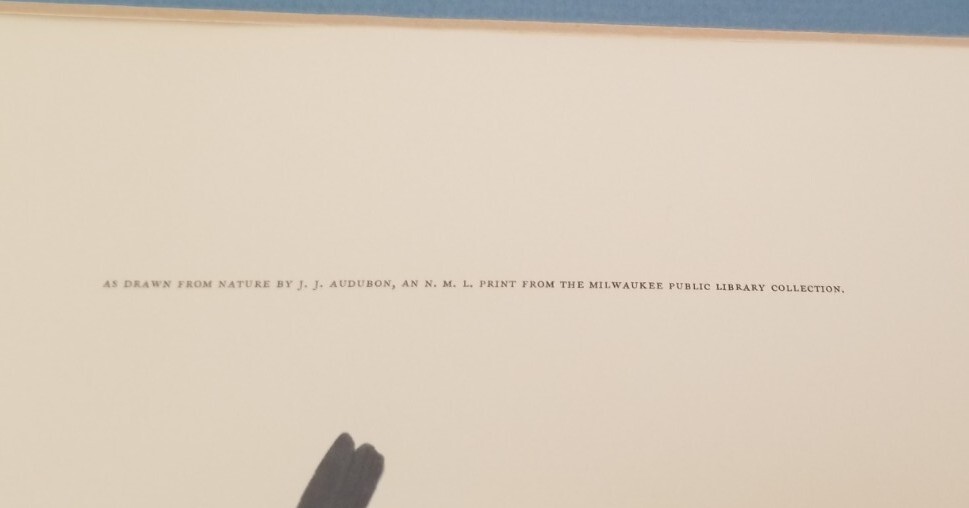 AS DRAWN FROM NATURE BY J. J. AUDUBON, AN N. M. L. PRINT FROM THE MILWAUKEE PUBLIC LIBRARY COLLECTION.